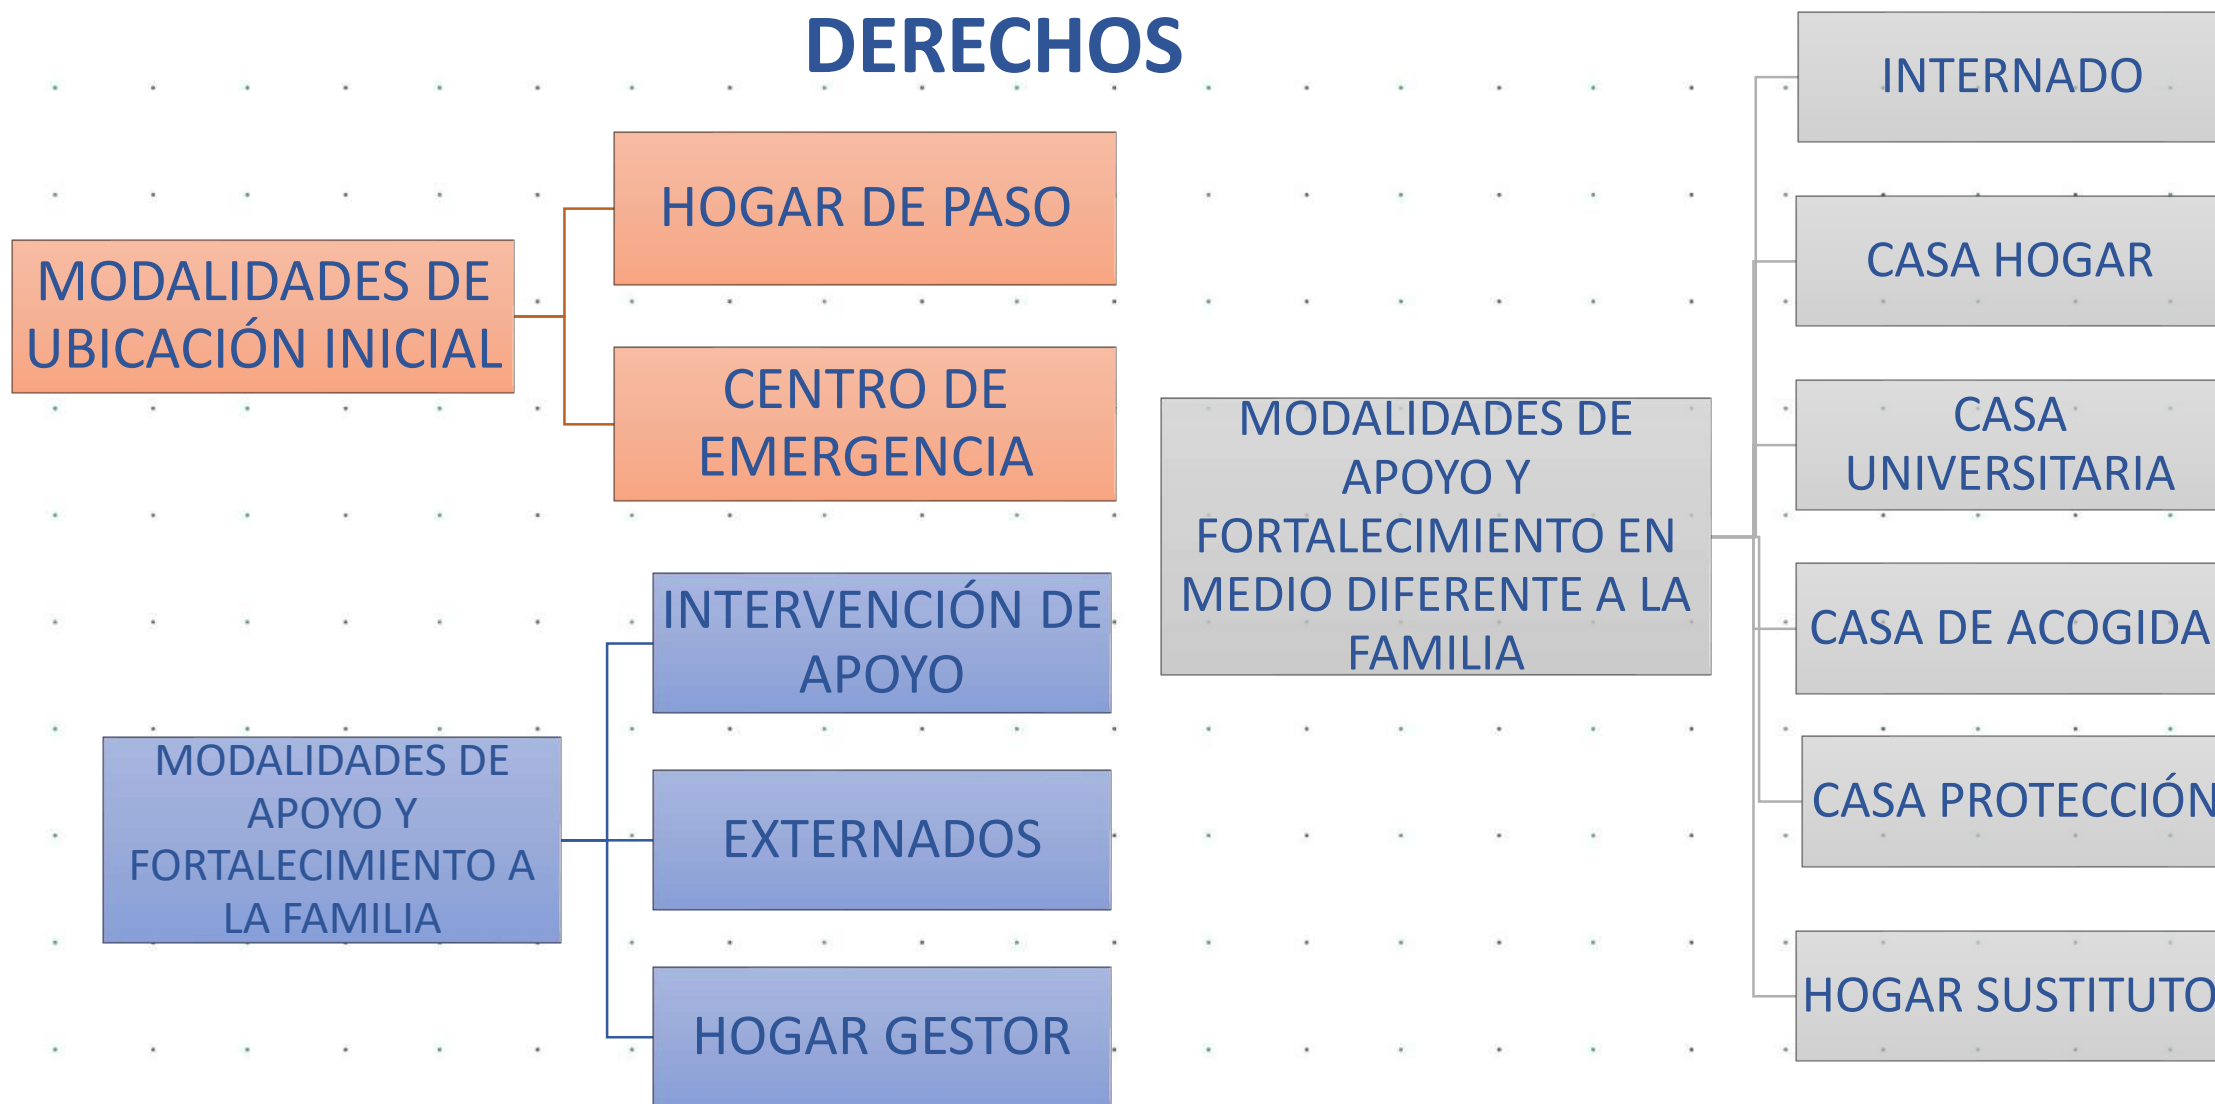 DERECHOS
MODALIDADES DE
UBICACIÓN INICIAL
HOGAR DE PASO
CENTRO DE
EMERGENCIA
MODALIDADES DE
APOYO Y
FORTALECIMIENTO A
LA FAMILIA
INTERVENCIÓN DE
APOYO
EXTERNADOS
HOGAR GESTOR
MODALIDADES DE
APOYO Y
FORTALECIMIENTO EN
MEDIO DIFERENTE A LA
FAMILIA
INTERNADO
CASA HOGAR
CASA
UNIVERSITARIA
CASA DE ACOGIDA
CASA PROTECCIÓN
HOGAR SUSTITUTO